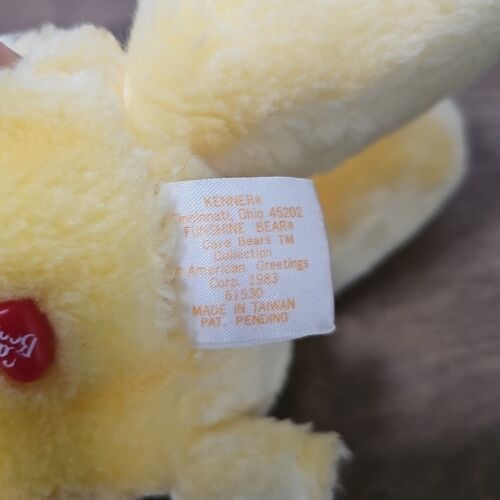 KENNER®
Cincinnati, Ohio 45202
FUNSHINE BEAR®
Care Bears TM
Collection
American Greetings
Corp. 1983
61530
MADE IN TAIWAN
PAT. PENDING